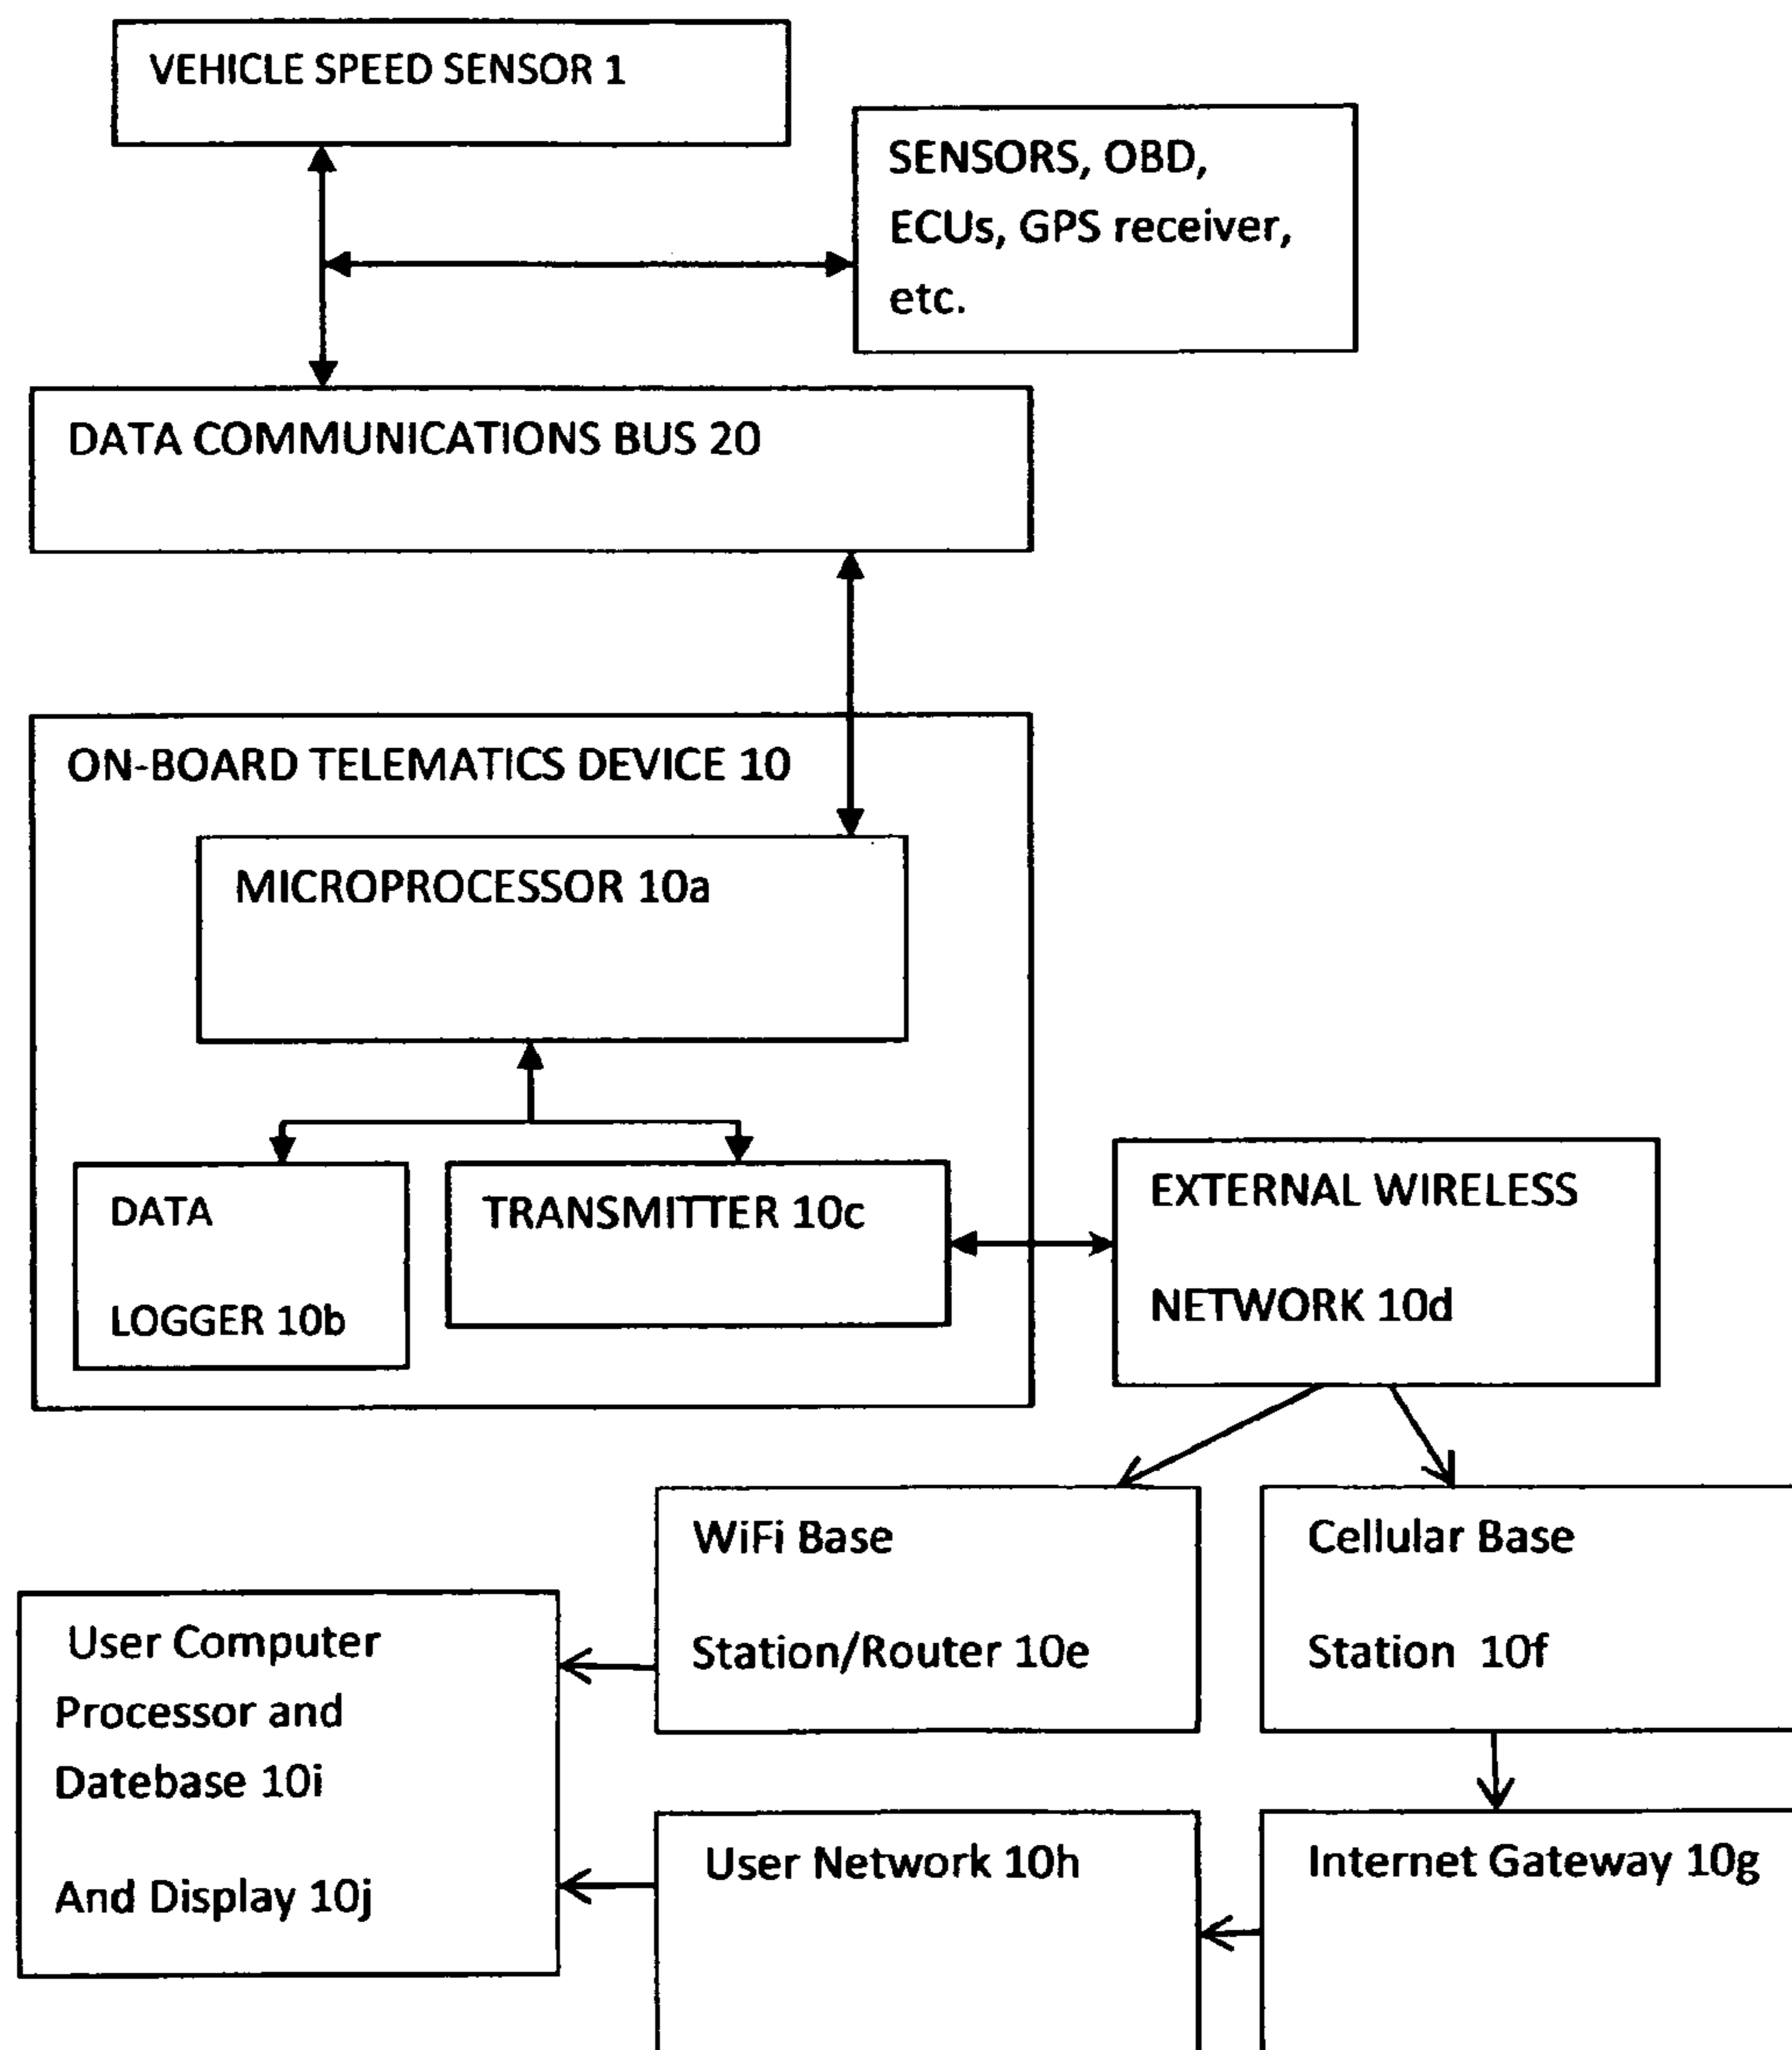 VEHICLE SPEED SENSOR 1
SENSORS, OBD,
ECUs, GPS receiver,
etc.
DATA COMMUNICATIONS BUS 20
ON-BOARD TELEMATICS DEVICE 10
MICROPROCESSOR 10a
DATA
LOGGER 10b
TRANSMITTER 10c
EXTERNAL WIRELESS
NETWORK 10d
WiFi Base
Station/Router 10e
Cellular Base
Station 10f
User Computer
Processor and
Datebase 10i
And Display 10j
User Network 10h
Internet Gateway 10g